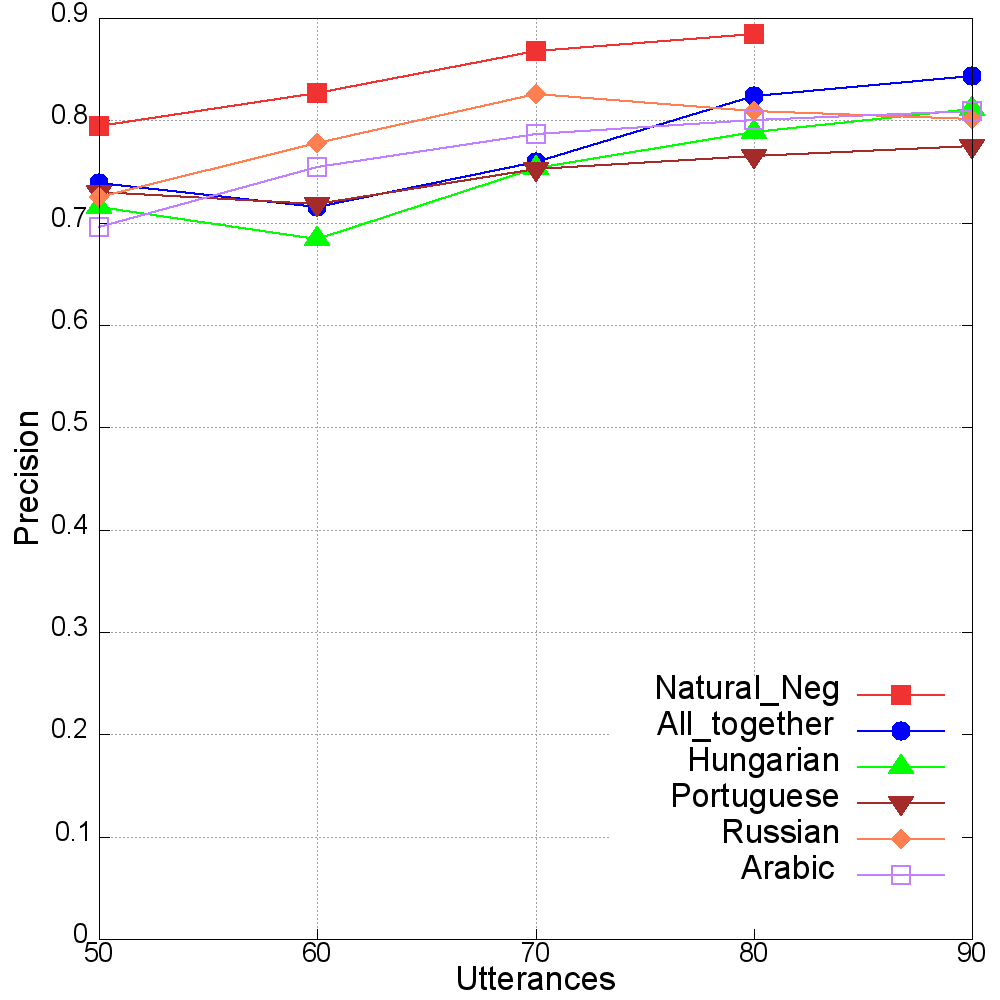 0.9
0.8
0.7
0.6
0.5
0.4
0.3
0.2
0.1
0
Precision
50 60 70 80 90
Utterances
Natural_Neg
All_together
Hungarian
Portuguese
Russian
Arabic